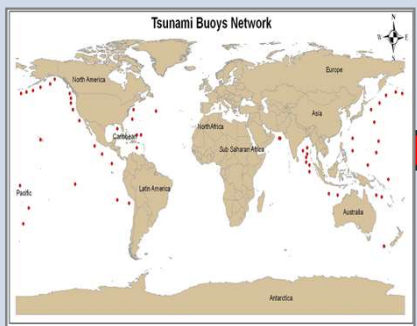 Tsunami Buoys Network
N
W E
S
North America
Europe
Asia
Caribbean
North Africa
Sub Saharan Africa
Pacific
Latin America
Australia
Antarctica